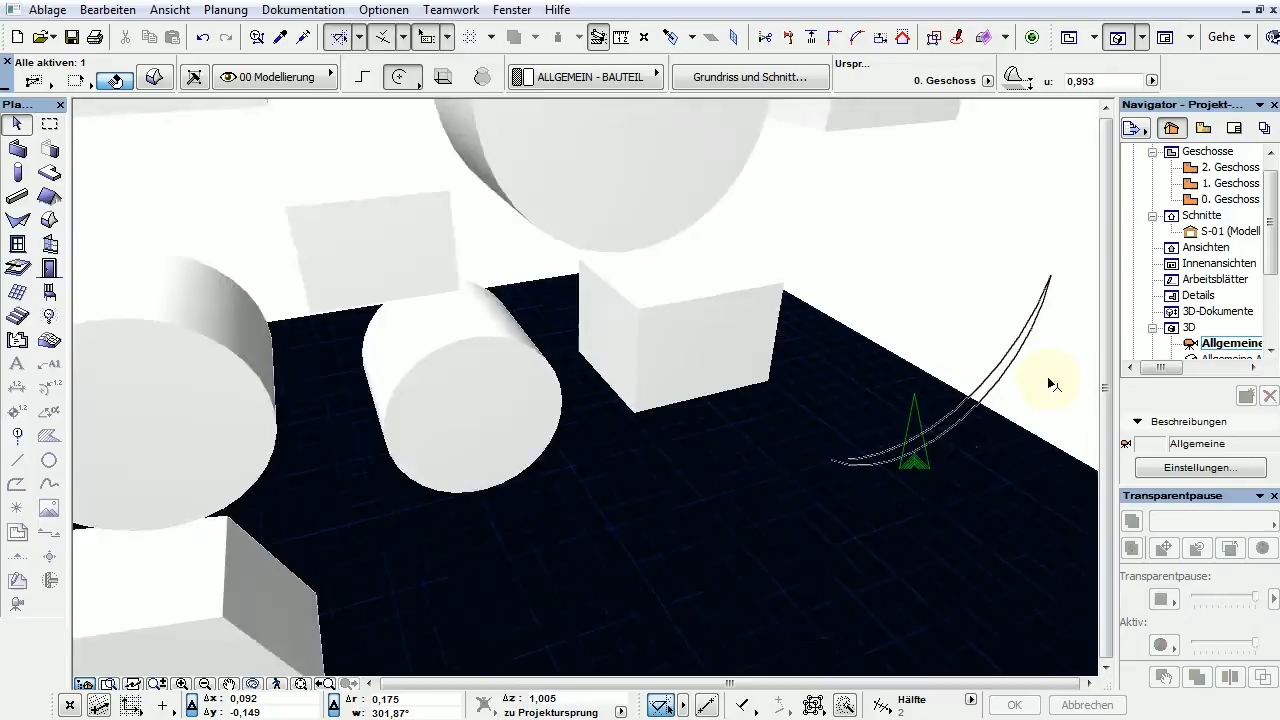 Ablage Bearbeiten Ansicht Planung Dokumentation Optionen Teamwork Fenster Hilfe
Gehe
Alle aktiven: 1
00 Modellierung
ALLGEMEIN - BAUTEIL
Grundriss und Schnitt...
Urspr...
0. Geschoss
u: 0,993
Pla...
Navigator - Projekt-...
Geschosse
2. Geschoss
1. Geschoss
0. Geschoss
Schnitte
S-01 (Modell
Ansichten
Innenansichten
Arbeitsblätter
Details
3D-Dokumente
3D
Allgemeine
Beschreibungen
Allgemeine
Einstellungen...
Transparentpause
Transparentpause:
Aktiv:
Δx: 0,092
Δy: -0,149
Δr: 0,175
w: 301,87°
Δz: 1,005
zu Projektursprung
Hälfte
2
OK
Abbrechen